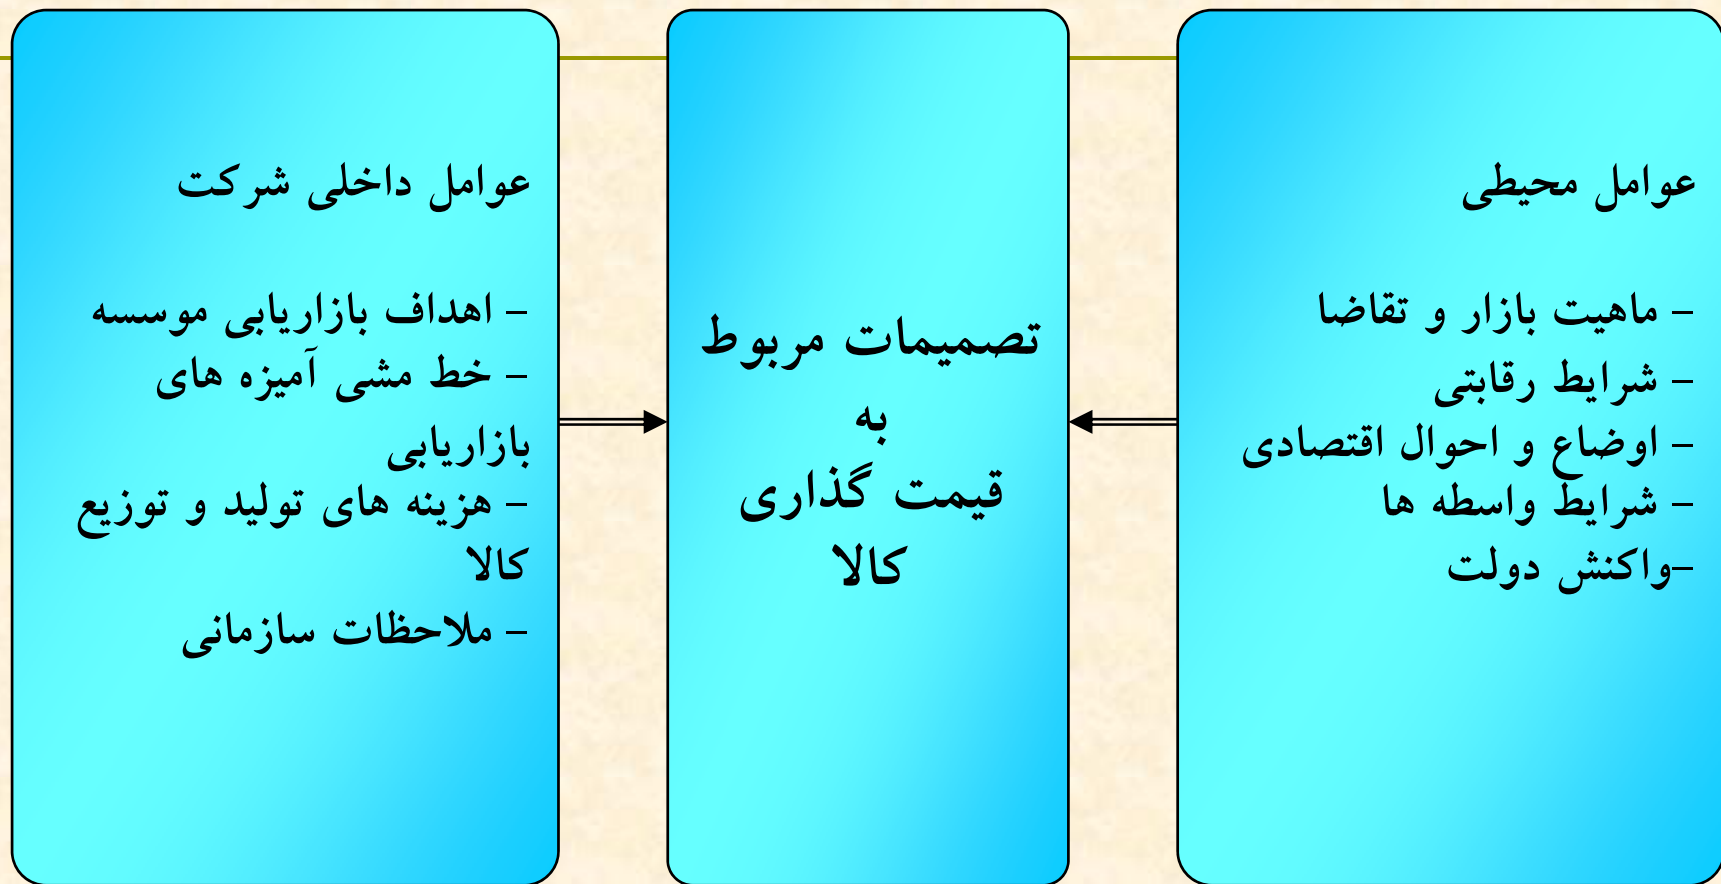 عوامل محیطی
– ماهیت بازار و تقاضا
– شرایط رقابتی
– اوضاع و احوال اقتصادی
– شرایط واسطه ها
–واکنش دولت
تصمیمات مربوط
به
قیمت گذاری
کالا
عوامل داخلی شرکت
– اهداف بازاریابی موسسه
– خط مشی آمیزه های
بازاریابی
– هزینه های تولید و توزیع
کالا
– ملاحظات سازمانی